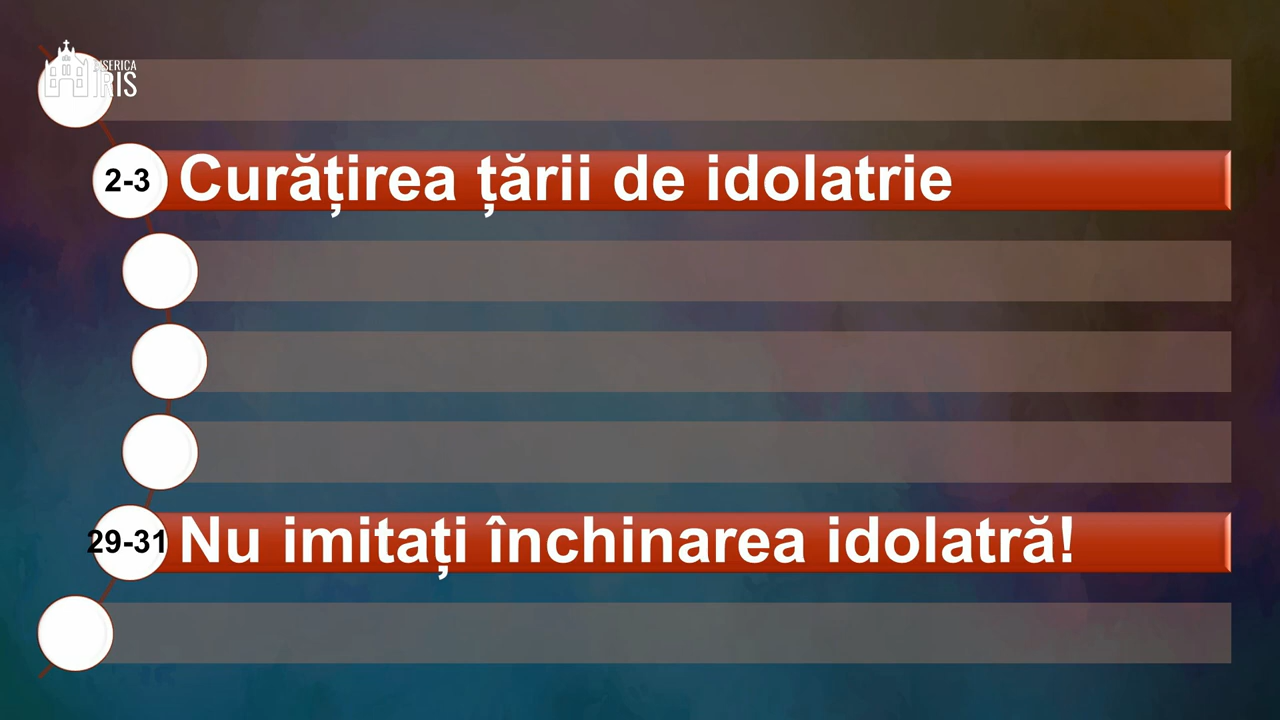 BISERICA
IRIS
2-3 Curățirea țării de idolatrie
29-31 Nu imitați închinarea idolatră!